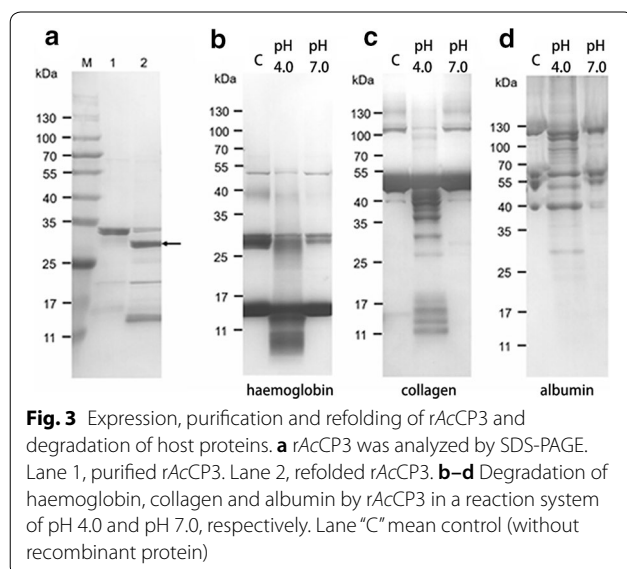 a
M 1 2
kDa
130
100
70
55
40
35
25
17
11
b
C pH 4.0 pH 7.0
kDa
130
100
70
55
40
35
25
17
11
haemoglobin
c
C pH 4.0 pH 7.0
kDa
130
100
70
55
40
35
25
17
11
collagen
d
C pH 4.0 pH 7.0
kDa
130
100
70
55
40
35
25
17
11
albumin
Fig. 3 Expression, purification and refolding of rAcCP3 and
degradation of host proteins. a rAcCP3 was analyzed by SDS-PAGE.
Lane 1, purified rAcCP3. Lane 2, refolded rAcCP3. b–d Degradation of
haemoglobin, collagen and albumin by rAcCP3 in a reaction system
of pH 4.0 and pH 7.0, respectively. Lane “C” mean control (without
recombinant protein)